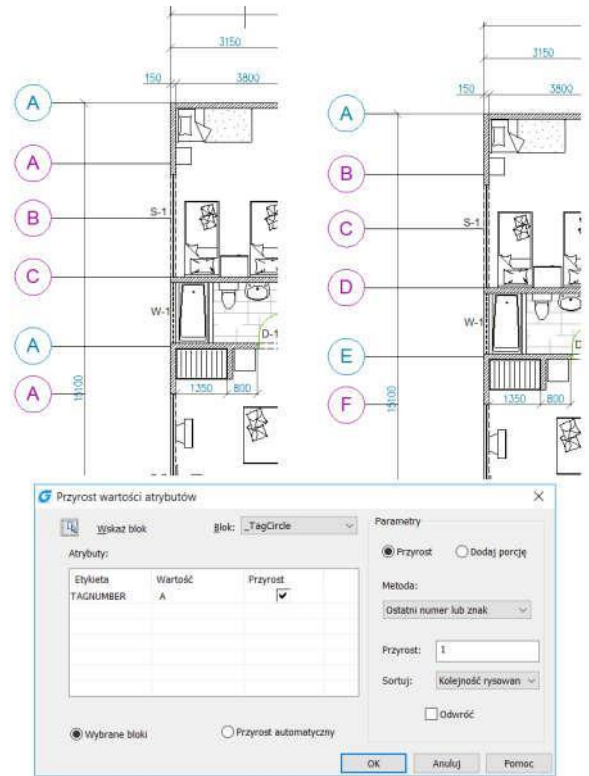 3150
150 3800
A
A
B
S-1
C
W-1
A
D-1
A
15100
1350 800
3150
150 3800
A
B
C
S-1
D
W-1
D
E
F
15100
1350 800
Przyrost wartości atrybutów
Wskaż blok
Blok: _TagCircle
Atrybuty:
Etykieta Wartość Przyrost
TAGNUMBER A
Wybrane bloki
Przyrost automatyczny
Parametry
Przyrost
Dodaj porcję
Metoda:
Ostatni numer lub znak
Przyrost: 1
Sortuj: Kolejność rysowan
Odwróć
OK Anuluj Pomoc